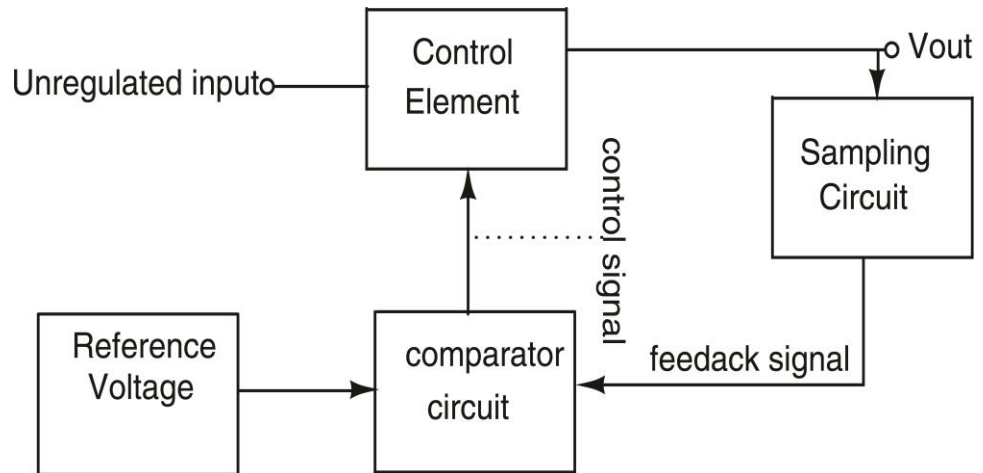 Control
Element
Vout
Unregulated input
Sampling
Circuit
control signal
Reference
Voltage
comparator
circuit
feedack signal